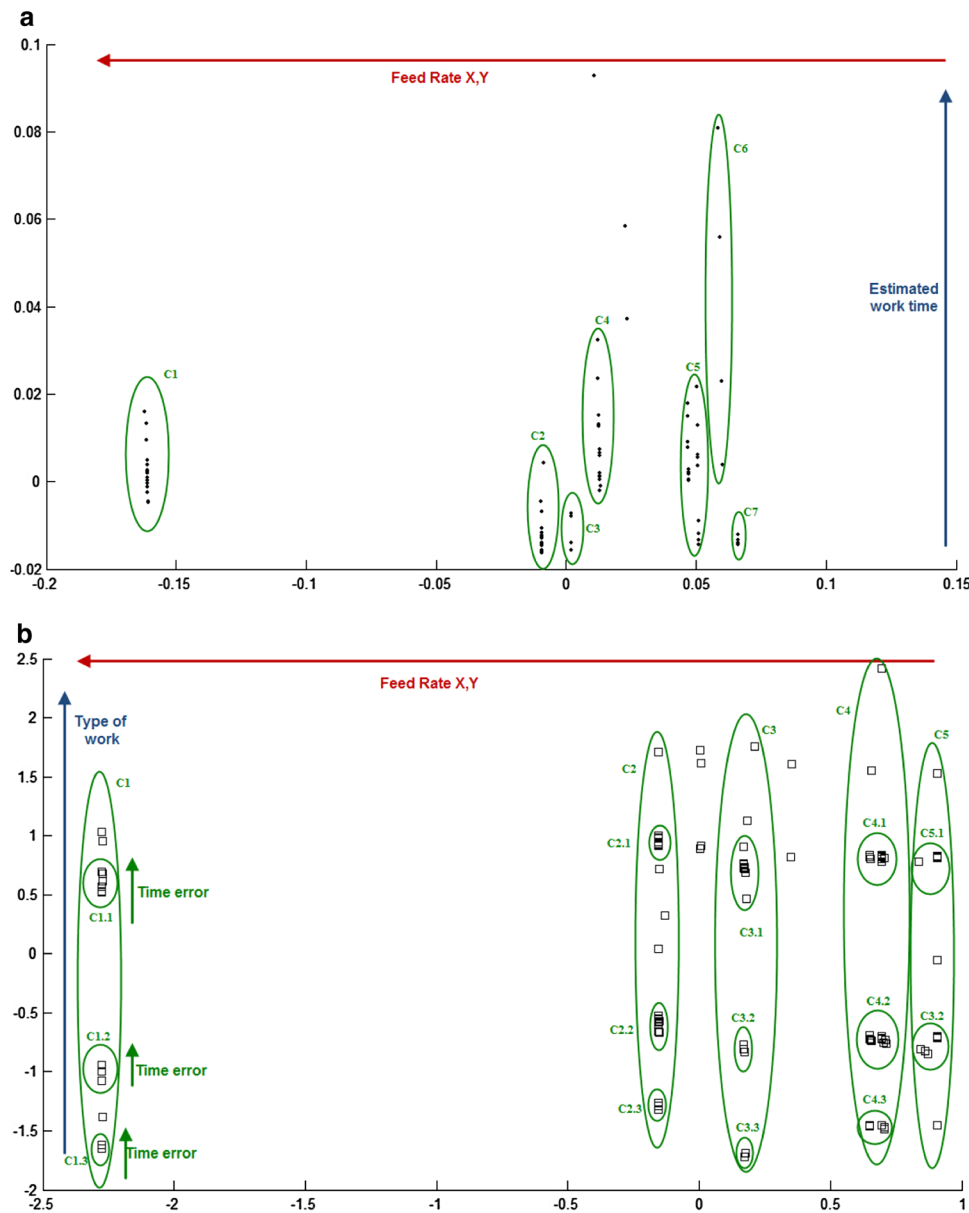 a
0.1
Feed Rate X,Y
0.08
C6
0.06
Estimated
work time
0.04
C4
C1
C5
0.02
C2
0
C7
C3
-0.02
-0.2
-0.15
-0.1
-0.05
0
0.05
0.1
0.15
b
2.5
Feed Rate X,Y
Type of
work
2
C4
C3
C5
C2
C1
1.5
1
C4.1
C5.1
C2.1
Time error
0.5
C1.1
C3.1
0
-0.5
C4.2
C3.2
C3.2
C2.2
C1.2
-1
Time error
C4.3
C2.3
C3.3
-1.5
C1.3
Time error
-2
-2.5
-2
-1.5
-1
-0.5
0
0.5
1